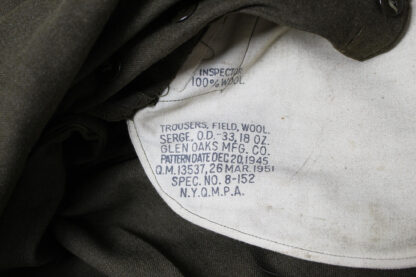 INSPECTOR
100% WOOL
TROUSERS, FIELD, WOOL,
SERGE, O.D.-33, 18 OZ.
GLEN OAKS MFG. CO.
PATTERN DATE DEC 20, 1945
Q.M. 13537, 26 MAR. 1951
SPEC. NO. 8-152
N.Y.Q.M.P.A.